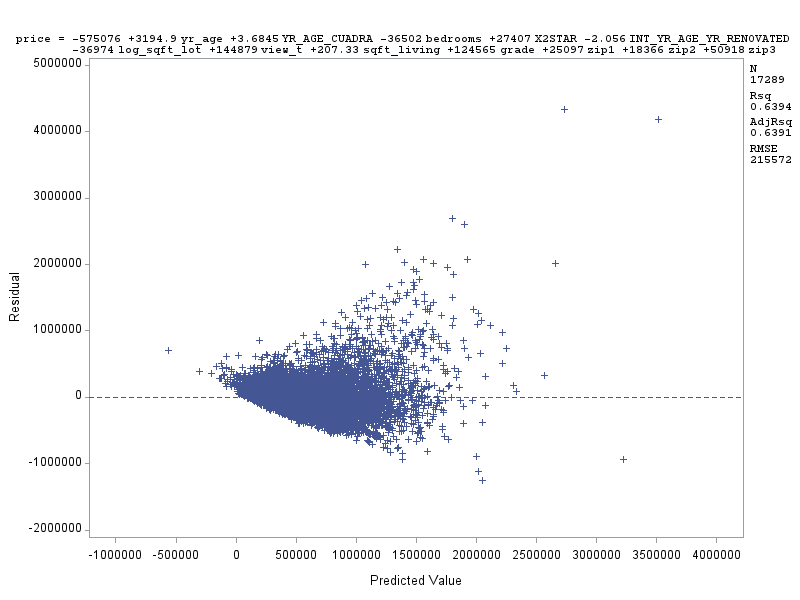 price = -575076 +3194.9 yr_age +3.6845 YR_AGE_CUADRA -36502 bedrooms +27407 X2STAR -2.056 INT_YR_AGE_YR_RENOVATED
-36974 log_sqft_lot +144879 view_t +207.33 sqft_living +124565 grade +25097 zip1 +18366 zip2 +50918 zip3
5000000
4000000
3000000
2000000
1000000
0
-1000000
-2000000
Residual
N
17289
Rsq
0.6394
AdjRsq
0.6391
RMSE
215572
-1000000 -500000 0 500000 1000000 1500000 2000000 2500000 3000000 3500000 4000000
Predicted Value